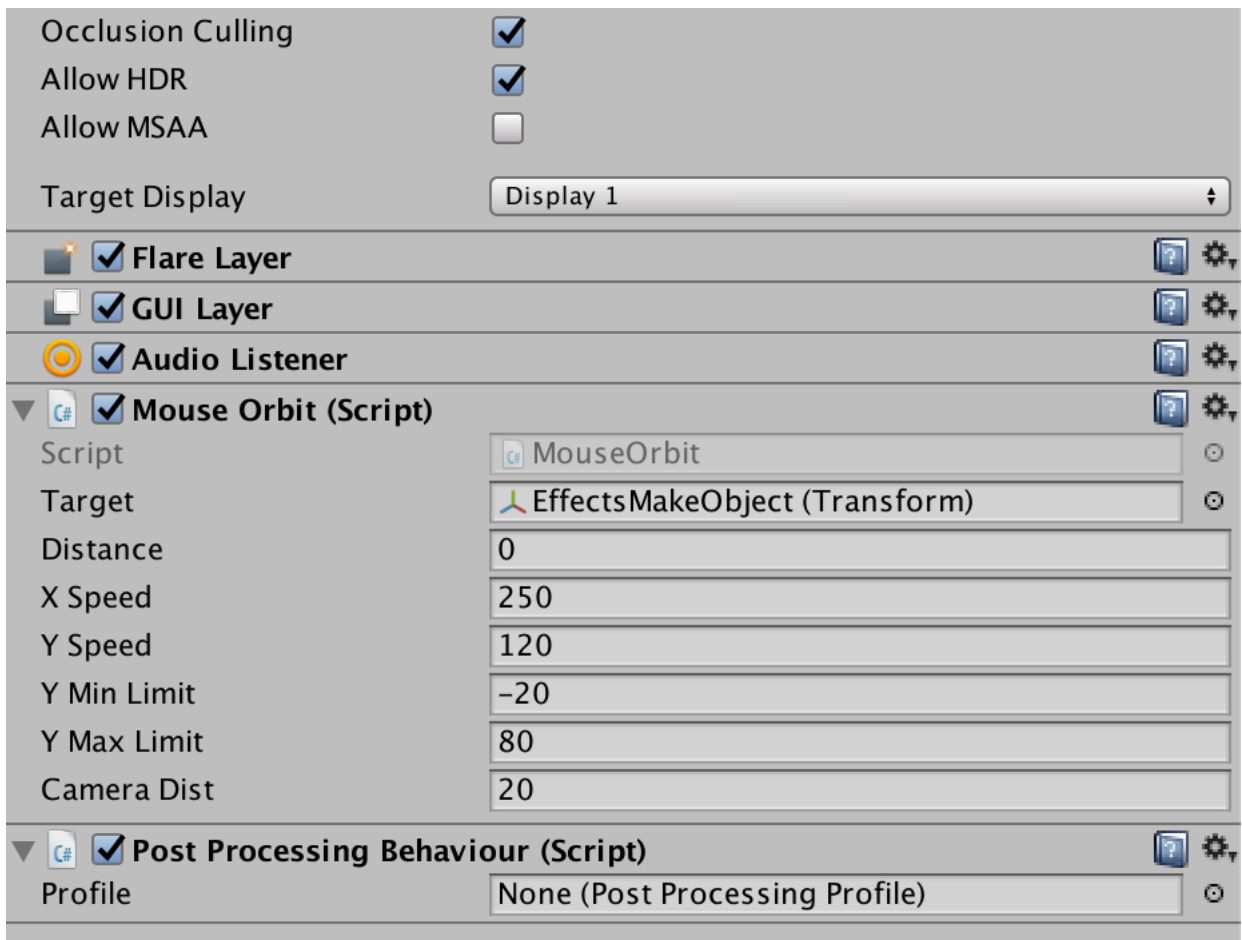 Occlusion Culling
Allow HDR
Allow MSAA
Target Display Display 1
Flare Layer
GUI Layer
Audio Listener
C# Mouse Orbit (Script)
Script C# MouseOrbit
Target EffectsMakeObject (Transform)
Distance 0
X Speed 250
Y Speed 120
Y Min Limit -20
Y Max Limit 80
Camera Dist 20
C# Post Processing Behaviour (Script)
Profile None (Post Processing Profile)